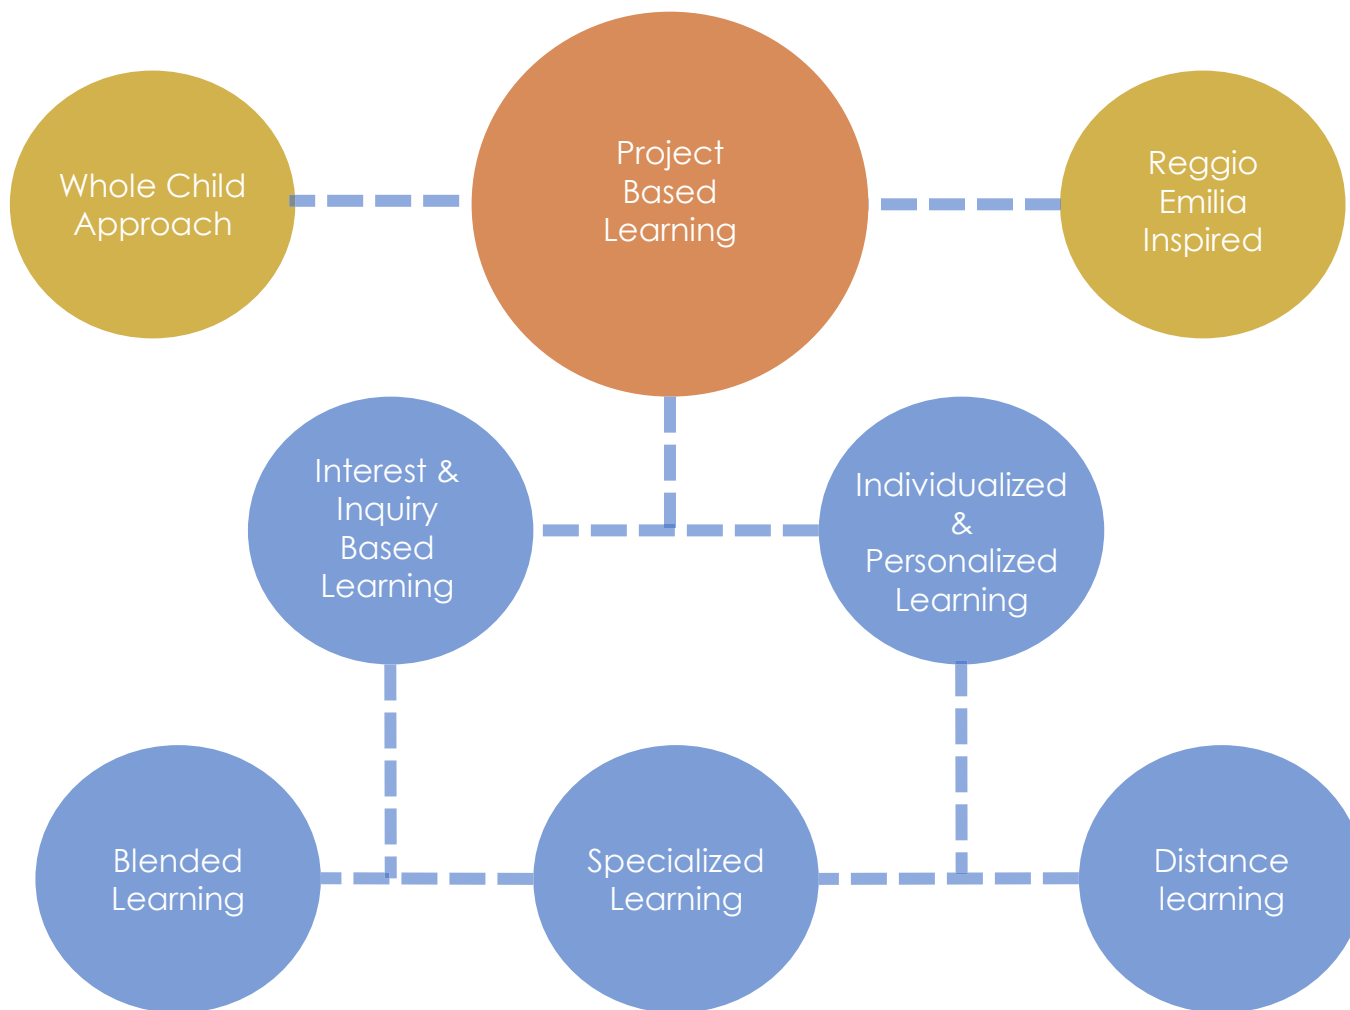 Whole Child
Approach
Project
Based
Learning
Reggio
Emilia
Inspired
Interest &
Inquiry
Based
Learning
Individualized
&
Personalized
Learning
Blended
Learning
Specialized
Learning
Distance
learning